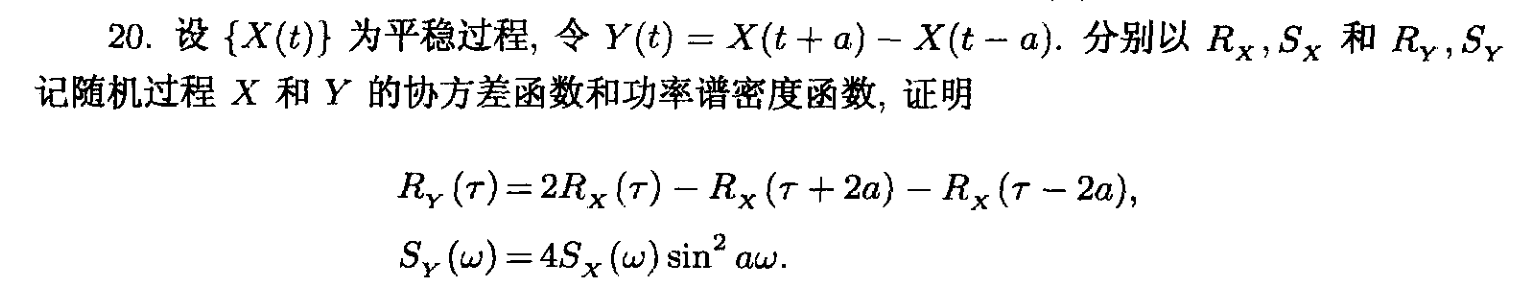 20. 设 {X(t)} 为平稳过程, 令 Y(t) = X(t + a) − X(t − a). 分别以 R_X, S_X 和 R_Y, S_Y
记随机过程 X 和 Y 的协方差函数和功率谱密度函数, 证明
R_Y(τ) = 2R_X(τ) − R_X(τ + 2a) − R_X(τ − 2a),
S_Y(ω) = 4S_X(ω) sin² aω.